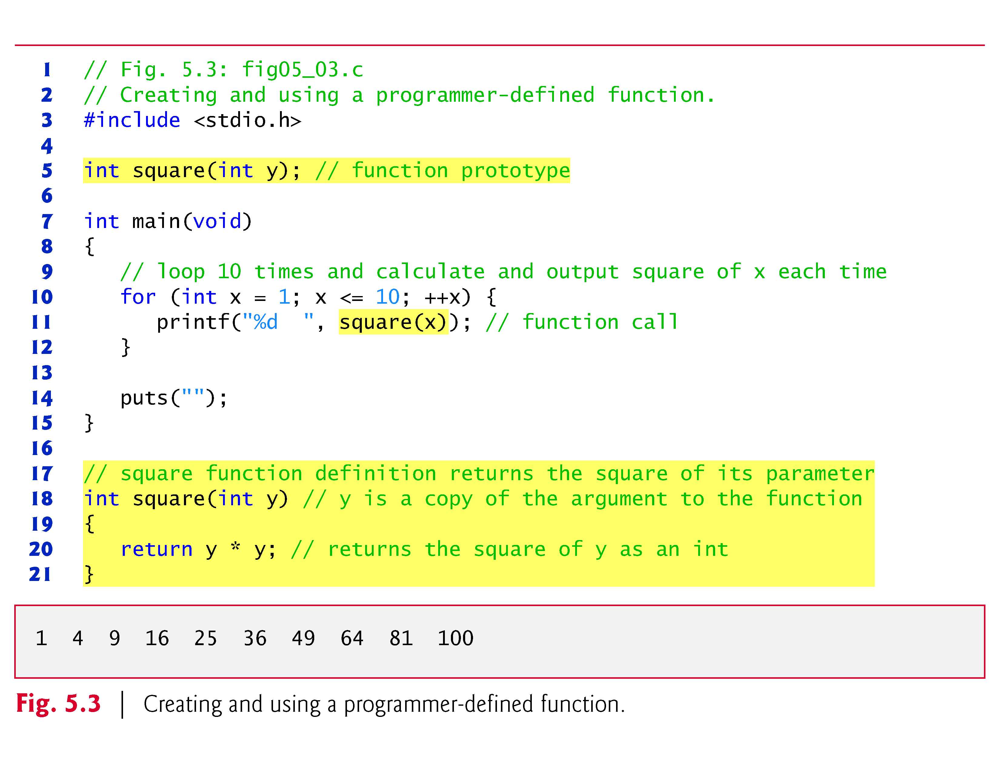 1 // Fig. 5.3: fig05_03.c
2 // Creating and using a programmer-defined function.
3 #include <stdio.h>
4
5 int square(int y); // function prototype
6
7 int main(void)
8 {
9    // loop 10 times and calculate and output square of x each time
10    for (int x = 1; x <= 10; ++x) {
11       printf("%d  ", square(x)); // function call
12    }
13
14    puts("");
15 }
16
17 // square function definition returns the square of its parameter
18 int square(int y) // y is a copy of the argument to the function
19 {
20    return y * y; // returns the square of y as an int
21 }
1  4  9  16  25  36  49  64  81  100
Fig. 5.3 | Creating and using a programmer-defined function.